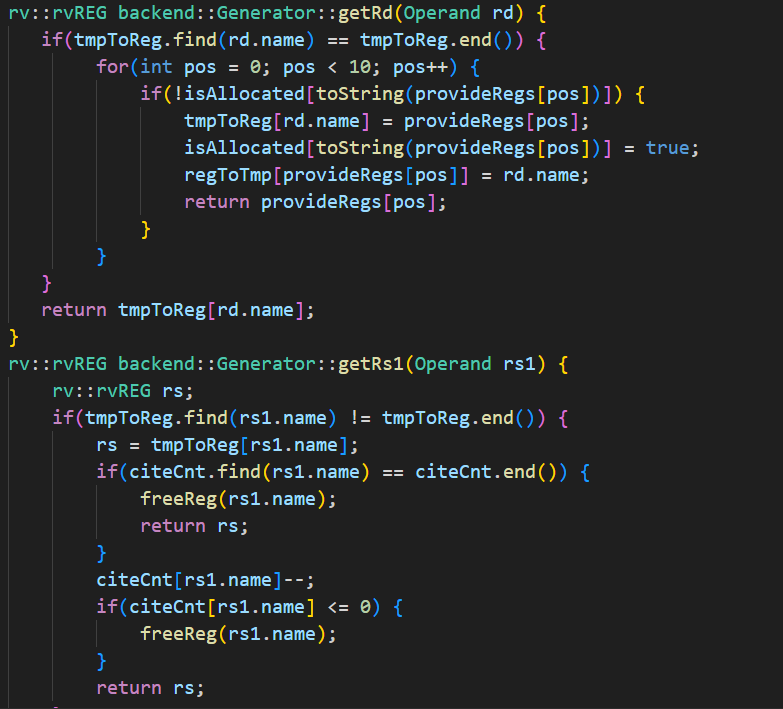 rv::rvREG backend::Generator::getRd(Operand rd) {
    if(tmpToReg.find(rd.name) == tmpToReg.end()) {
        for(int pos = 0; pos < 10; pos++) {
            if(!isAllocated[toString(provideRegs[pos])]) {
                tmpToReg[rd.name] = provideRegs[pos];
                isAllocated[toString(provideRegs[pos])] = true;
                regToTmp[provideRegs[pos]] = rd.name;
                return provideRegs[pos];
            }
        }
    }
    return tmpToReg[rd.name];
}
rv::rvREG backend::Generator::getRs1(Operand rs1) {
    rv::rvREG rs;
    if(tmpToReg.find(rs1.name) != tmpToReg.end()) {
        rs = tmpToReg[rs1.name];
        if(citeCnt.find(rs1.name) == citeCnt.end()) {
            freeReg(rs1.name);
            return rs;
        }
        citeCnt[rs1.name]--;
        if(citeCnt[rs1.name] <= 0) {
            freeReg(rs1.name);
        }
        return rs;